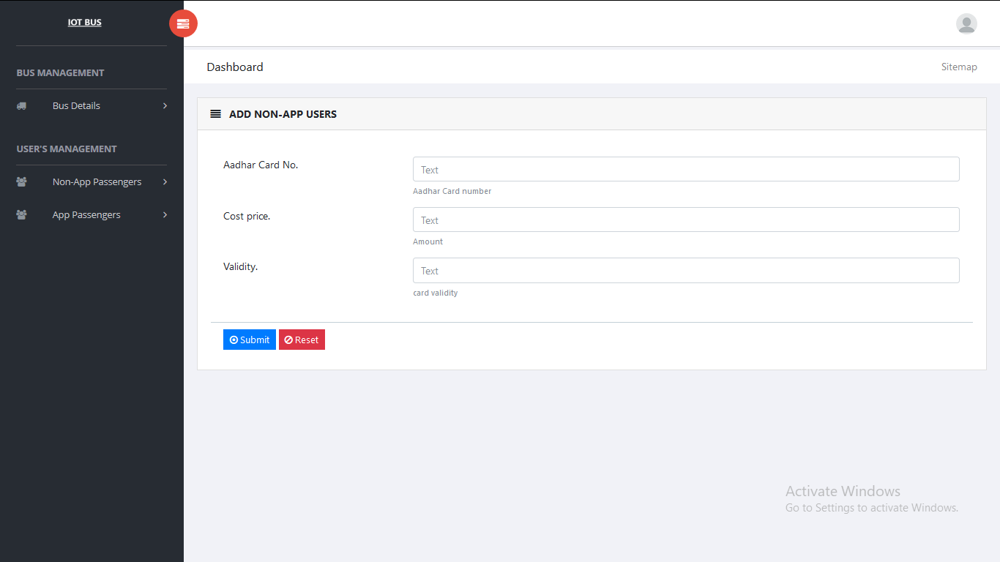 IOT BUS
BUS MANAGEMENT
Bus Details
USER'S MANAGEMENT
Non-App Passengers
App Passengers
Dashboard
Sitemap
ADD NON-APP USERS
Aadhar Card No.
Text
Aadhar Card number
Cost price.
Text
Amount
Validity.
Text
card validity
Submit
Reset
Activate Windows
Go to Settings to activate Windows.